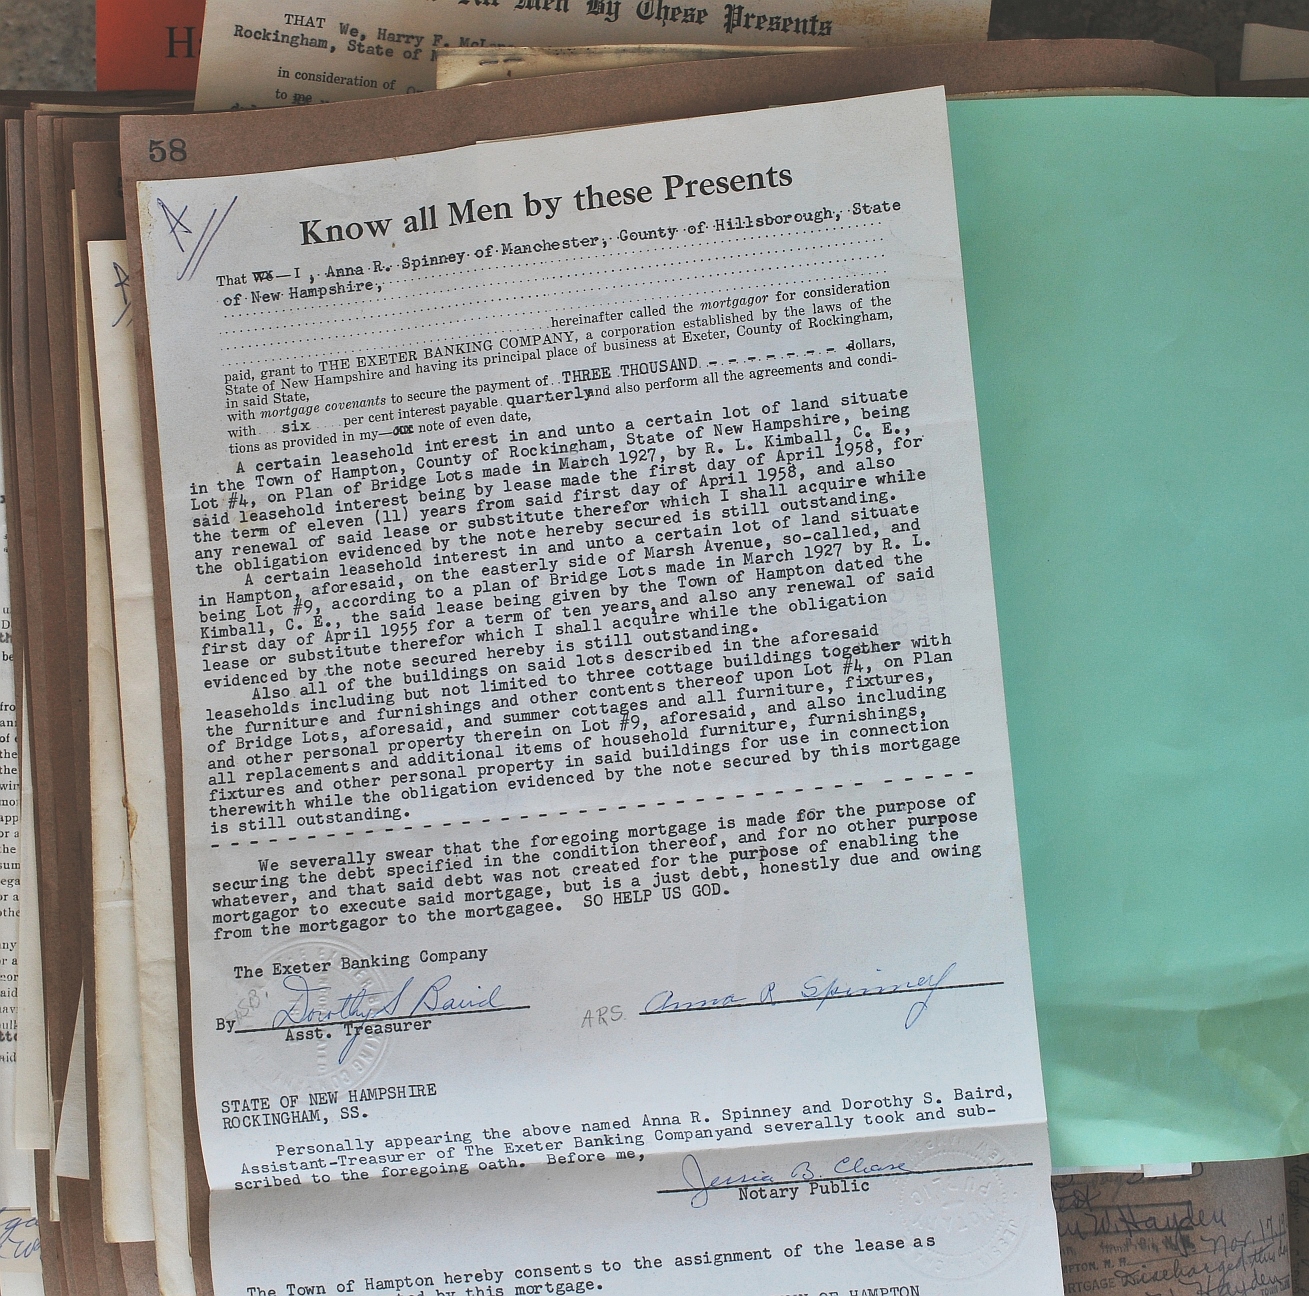 All Men By These Presents
THAT We, Harry F.
Rockingham, State of
in consideration of
to me
H
58
A
Know all Men by these Presents
That We—I, Anna R. Spinney of Manchester, County of Hillsborough, State
of New Hampshire,
hereinafter called the mortgagor for consideration
paid, grant to THE EXETER BANKING COMPANY, a corporation established by the laws of the
State of New Hampshire and having its principal place of business at Exeter, County of Rockingham,
in said State,
with mortgage covenants to secure the payment of THREE THOUSAND - - - - - - - - dollars,
with six per cent interest payable quarterly and also perform all the agreements and condi-
tions as provided in my—our note of even date,
A certain leasehold interest in and unto a certain lot of land situate
in the Town of Hampton, County of Rockingham, State of New Hampshire, being
Lot #4, on Plan of Bridge Lots made in March 1927, by R. L. Kimball, C. E.,
said leasehold interest being by lease made the first day of April 1958, for
the term of eleven (11) years from said first day of April 1958, and also
any renewal of said lease or substitute therefor which I shall acquire while
the obligation evidenced by the note hereby secured is still outstanding.
A certain leasehold interest in and unto a certain lot of land situate
in Hampton, aforesaid, on the easterly side of Marsh Avenue, so-called, and
being Lot #9, according to a plan of Bridge Lots made in March 1927 by R. L.
Kimball, C. E., the said lease being given by the Town of Hampton dated the
first day of April 1955 for a term of ten years, and also any renewal of said
lease or substitute therefor which I shall acquire while the obligation
evidenced by the note secured hereby is still outstanding.
Also all of the buildings on said lots described in the aforesaid
leaseholds including but not limited to three cottage buildings together with
the furniture and furnishings and other contents thereof upon Lot #4, on Plan
of Bridge Lots, aforesaid, and summer cottages and all furniture, fixtures,
and other personal property therein on Lot #9, aforesaid, and also including
all replacements and additional items of household furniture, furnishings,
fixtures and other personal property in said buildings for use in connection
therewith while the obligation evidenced by the note secured by this mortgage
is still outstanding.
We severally swear that the foregoing mortgage is made for the purpose of
securing the debt specified in the condition thereof, and for no other purpose
whatever, and that said debt was not created for the purpose of enabling the
mortgagor to execute said mortgage, but is a just debt, honestly due and owing
from the mortgagor to the mortgagee. SO HELP US GOD.
The Exeter Banking Company
By Dorothy S Baird
Asst. Treasurer
ARS. Anna R Spinney
STATE OF NEW HAMPSHIRE
ROCKINGHAM, SS.
Personally appearing the above named Anna R. Spinney and Dorothy S. Baird,
Assistant-Treasurer of The Exeter Banking Companyand severally took and sub-
scribed to the foregoing oath. Before me,
Jessie B. Chase
Notary Public
The Town of Hampton hereby consents to the assignment of the lease as
by this mortgage.
OF HAMPTON
W. Hayden
Nov. 17
MORTGAGE Discharged this
Hayden